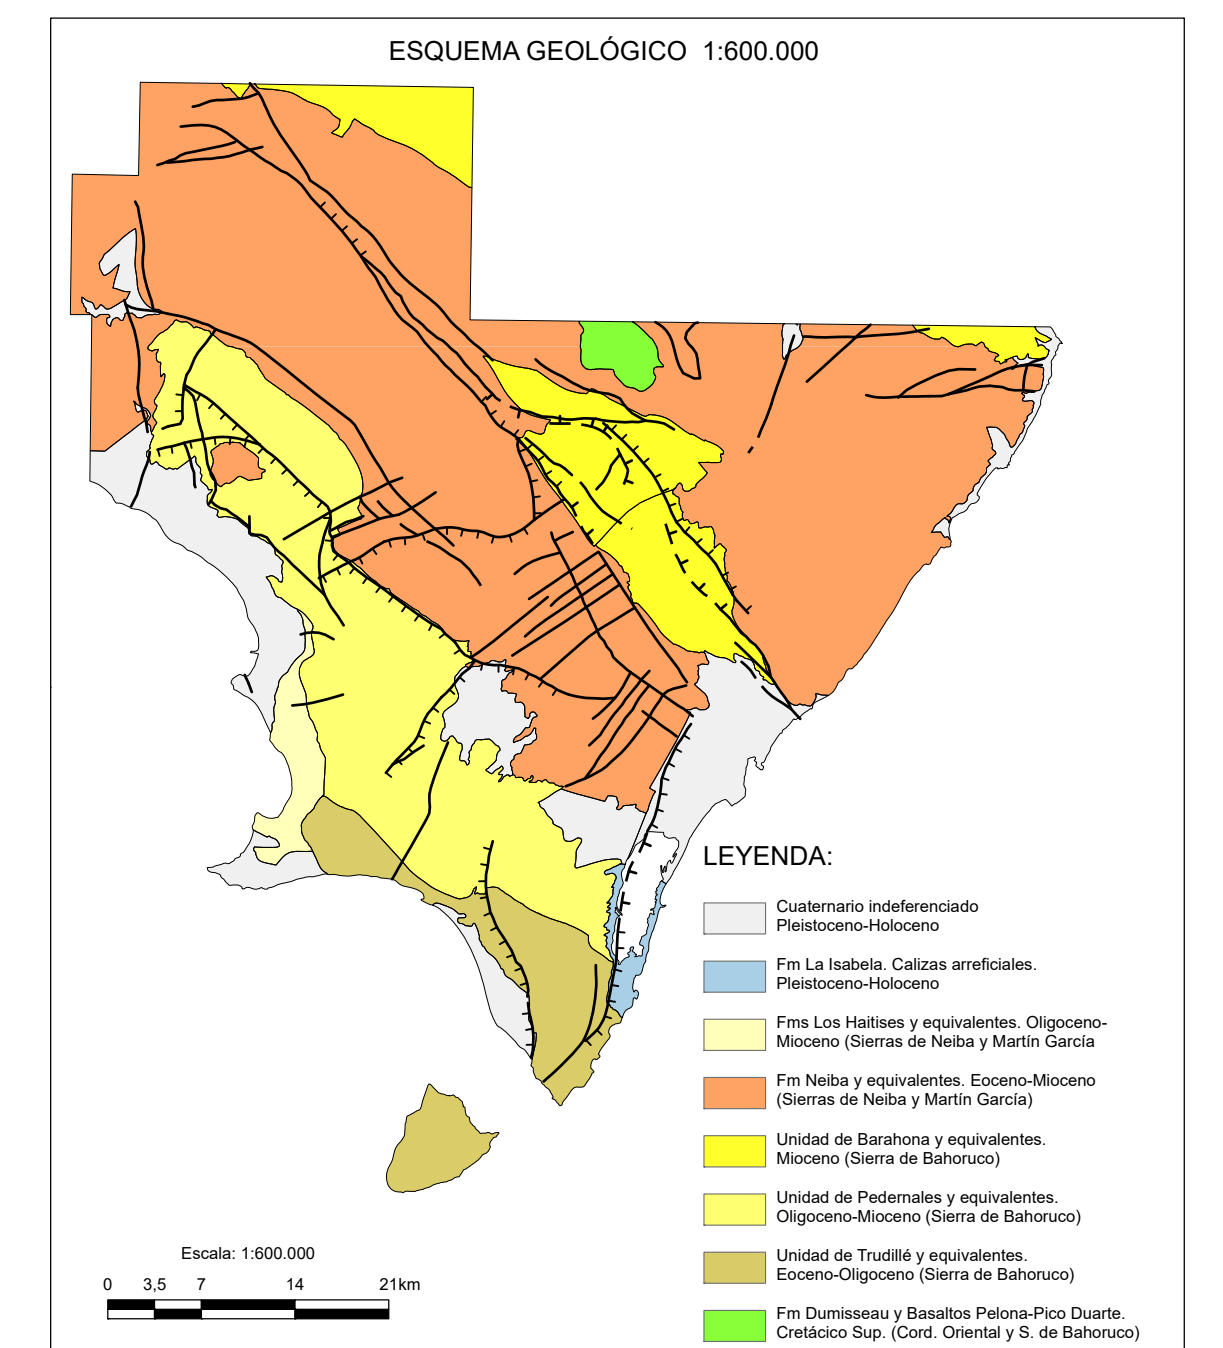 ESQUEMA GEOLÓGICO 1:600.000
LEYENDA:
Cuaternario indeferenciado
Pleistoceno-Holoceno
Fm La Isabela. Calizas arreficiales.
Pleistoceno-Holoceno
Fms Los Haitises y equivalentes. Oligoceno-
Mioceno (Sierras de Neiba y Martín García
Fm Neiba y equivalentes. Eoceno-Mioceno
(Sierras de Neiba y Martín García)
Unidad de Barahona y equivalentes.
Mioceno (Sierra de Bahoruco)
Unidad de Pedernales y equivalentes.
Oligoceno-Mioceno (Sierra de Bahoruco)
Unidad de Trudillé y equivalentes.
Eoceno-Oligoceno (Sierra de Bahoruco)
Fm Dumisseau y Basaltos Pelona-Pico Duarte.
Cretácico Sup. (Cord. Oriental y S. de Bahoruco)
Escala: 1:600.000
0 3,5 7 14 21km